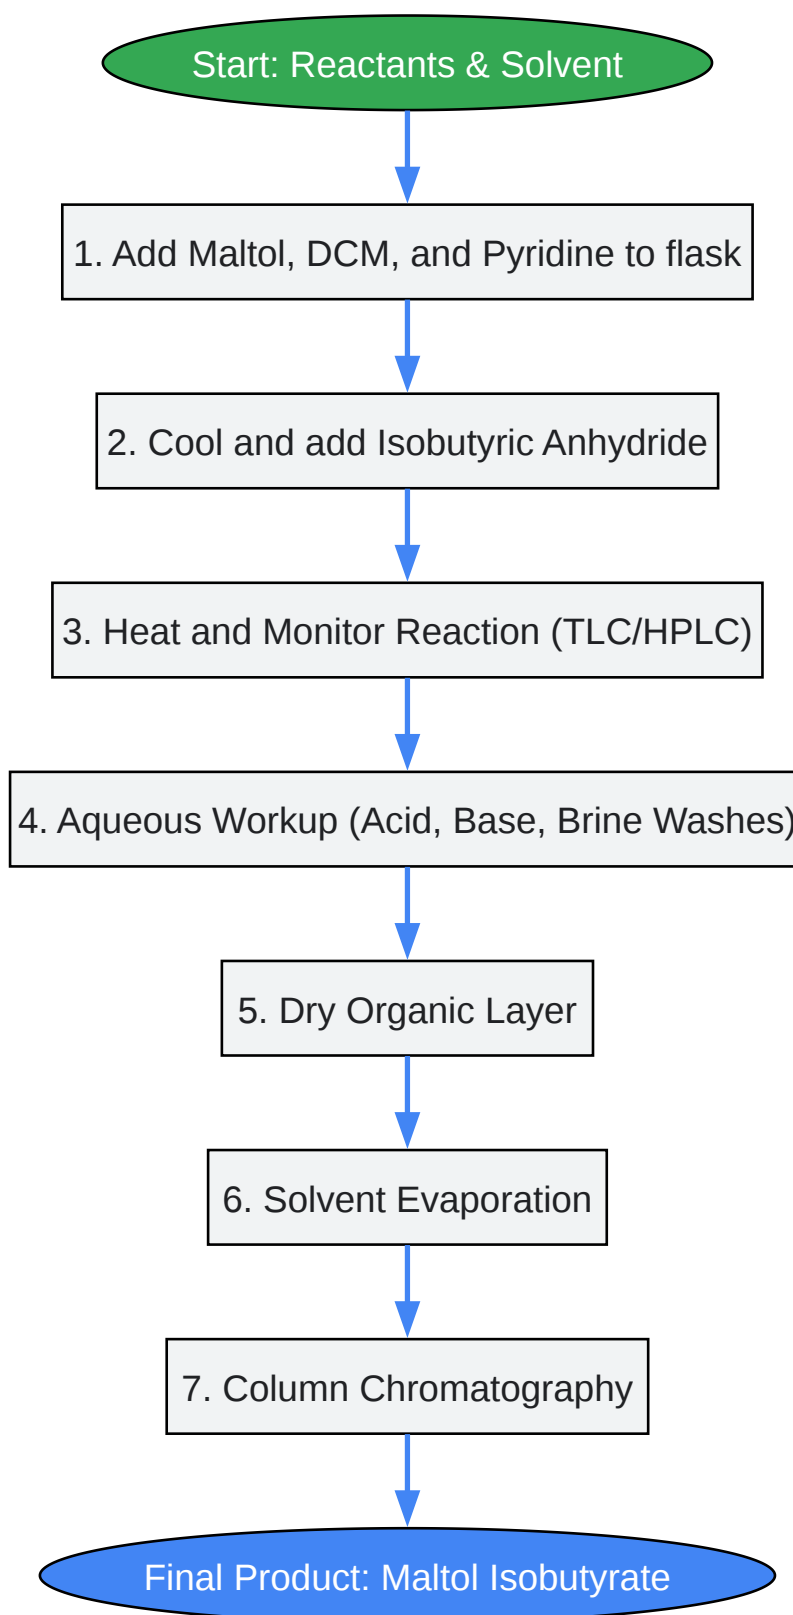 Start: Reactants & Solvent
1. Add Maltol, DCM, and Pyridine to flask
2. Cool and add Isobutyric Anhydride
3. Heat and Monitor Reaction (TLC/HPLC)
4. Aqueous Workup (Acid, Base, Brine Washes)
5. Dry Organic Layer
6. Solvent Evaporation
7. Column Chromatography
Final Product: Maltol Isobutyrate